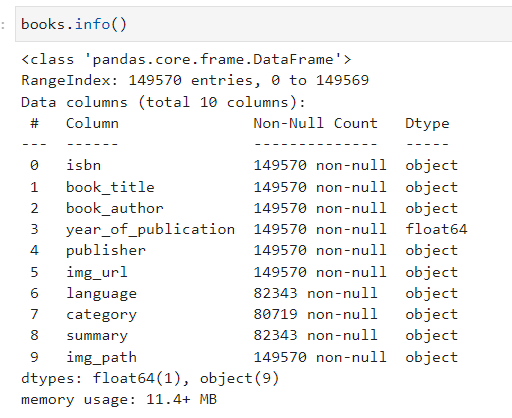 :
books.info()
<class 'pandas.core.frame.DataFrame'>
RangeIndex: 149570 entries, 0 to 149569
Data columns (total 10 columns):
 #   Column               Non-Null Count   Dtype
---  ------               --------------   -----
 0   isbn                 149570 non-null  object
 1   book_title           149570 non-null  object
 2   book_author          149570 non-null  object
 3   year_of_publication  149570 non-null  float64
 4   publisher            149570 non-null  object
 5   img_url              149570 non-null  object
 6   language             82343 non-null   object
 7   category             80719 non-null   object
 8   summary              82343 non-null   object
 9   img_path             149570 non-null  object
dtypes: float64(1), object(9)
memory usage: 11.4+ MB